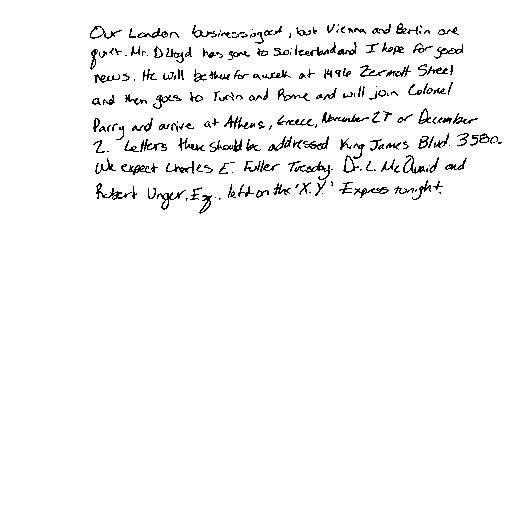 Our London business is good, but Vienna and Berlin are
quiet. Mr. D. Lloyd has gone to Switzerland and I hope for good
news. He will be there for a week at 1496 Zermott Street
and then goes to Turin and Rome and will join Colonel
Parry and arrive at Athens, Greece, November 27 or December
2. Letters there should be addressed King James Blvd. 3580.
We expect Charles E. Fuller Tuesday. Dr. L. McQuaid and
Robert Unger, Esq., left on the 'X.Y.' Express tonight.